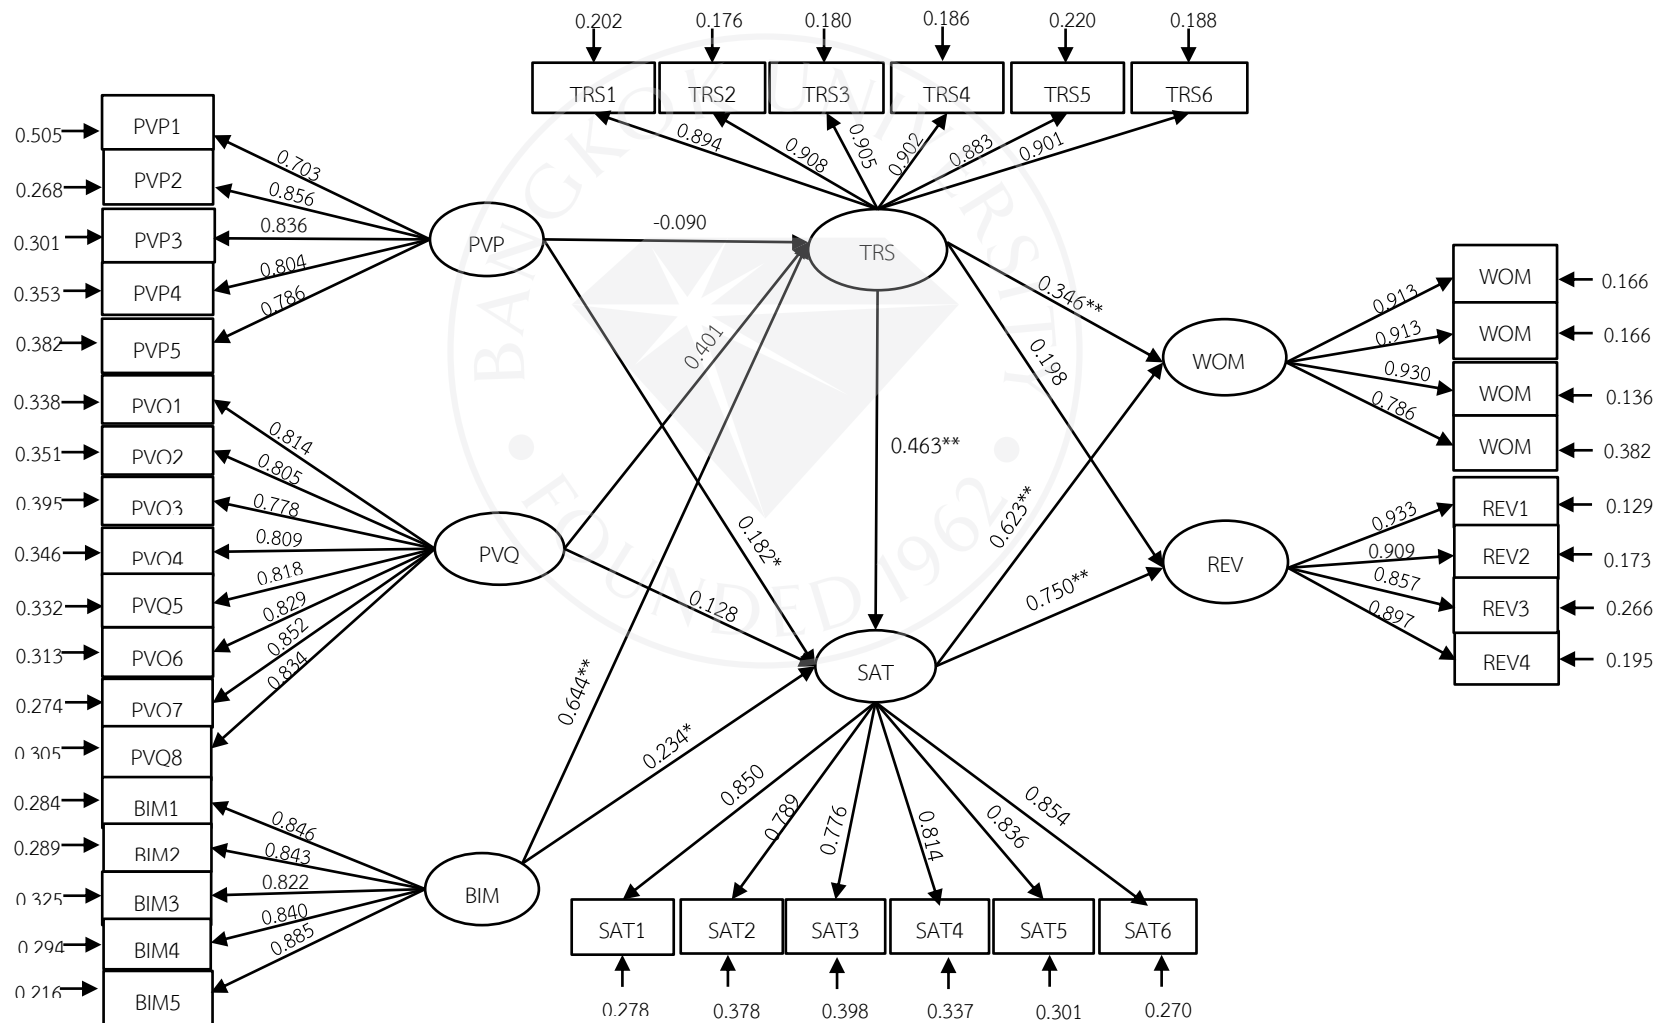 0.202 0.176 0.180 0.186 0.220 0.188
TRS1 TRS2 TRS3 TRS4 TRS5 TRS6
0.894 0.908 0.905 0.902 0.883 0.901
0.505 PVP1 0.703
0.268 PVP2 0.856
0.301 PVP3 0.836
0.353 PVP4 0.804
0.382 PVP5 0.786
PVP -0.090 TRS
0.338 PVQ1 0.814
0.351 PVQ2 0.805
0.395 PVQ3 0.778
0.346 PVQ4 0.809
0.332 PVQ5 0.818
0.313 PVQ6 0.829
0.274 PVQ7 0.852
0.305 PVQ8 0.834
PVQ
0.401
0.182*
0.128
0.463**
0.346**
0.198
0.623**
0.750**
0.644**
0.234*
WOM
0.913 WOM 0.166
0.913 WOM 0.166
0.930 WOM 0.136
0.786 WOM 0.382
REV
0.933 REV1 0.129
0.909 REV2 0.173
0.857 REV3 0.266
0.897 REV4 0.195
0.284 BIM1 0.846
0.289 BIM2 0.843
0.325 BIM3 0.822
0.294 BIM4 0.840
0.216 BIM5 0.885
BIM
SAT
0.850 0.789 0.776 0.814 0.836 0.854
SAT1 SAT2 SAT3 SAT4 SAT5 SAT6
0.278 0.378 0.398 0.337 0.301 0.270
BANGKOK UNIVERSITY
FOUNDED 1962